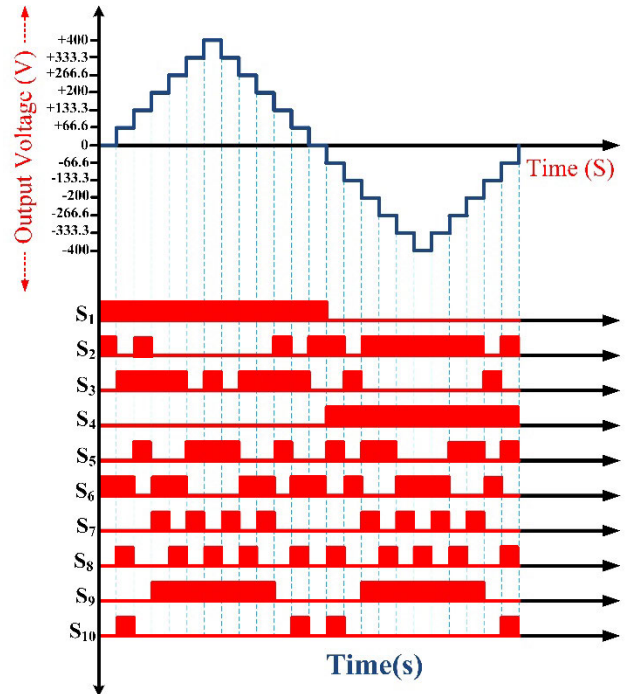 Output Voltage (V)
+400
+333.3
+266.6
+200
+133.3
+66.6
0
-66.6
-133.3
-200
-266.6
-333.3
-400
Time (S)
S1
S2
S3
S4
S5
S6
S7
S8
S9
S10
Time(s)